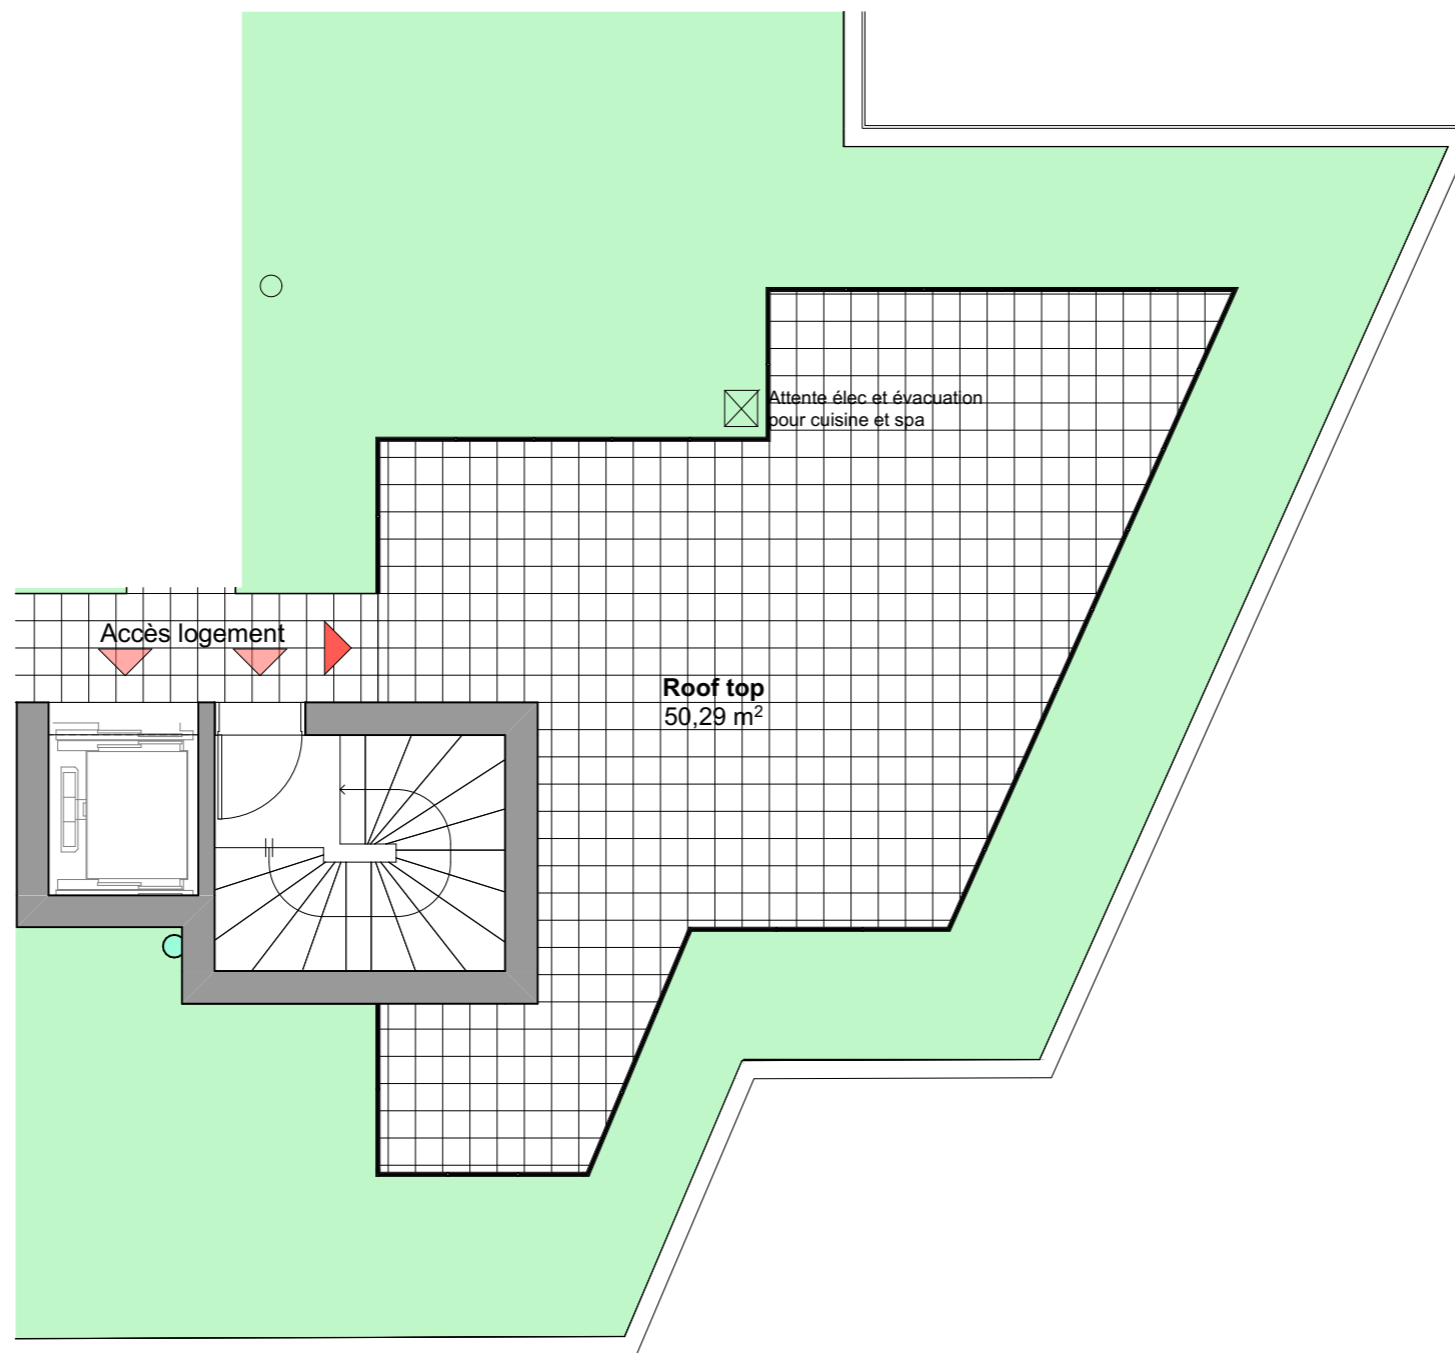 Attente élec et évacuation
pour cuisine et spa
Accès logement
Roof top
50,29 m²